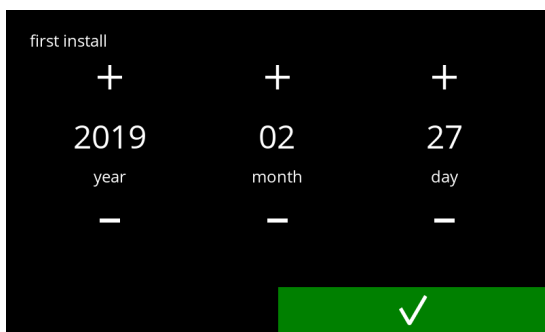 first install
+ + +
2019 02 27
year month day
- - -